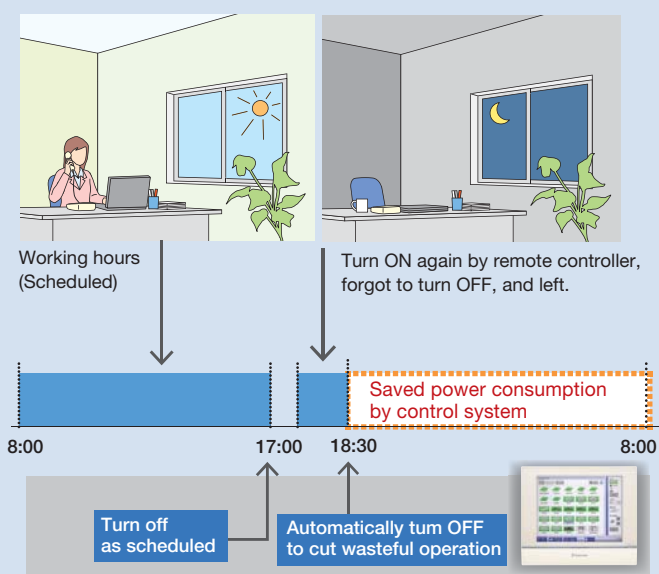 Working hours
(Scheduled)
Turn ON again by remote controller,
forgot to turn OFF, and left.
Saved power consumption
by control system
8:00
17:00
18:30
8:00
Turn off
as scheduled
Automatically tum OFF
to cut wasteful operation